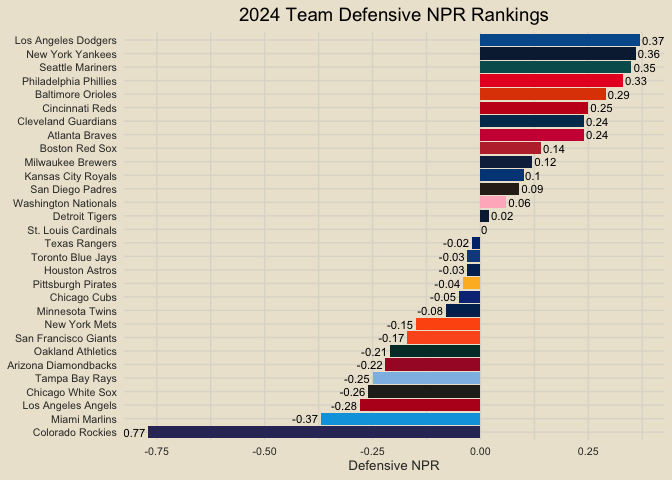 2024 Team Defensive NPR Rankings
Los Angeles Dodgers 0.37
New York Yankees 0.36
Seattle Mariners 0.35
Philadelphia Phillies 0.33
Baltimore Orioles 0.29
Cincinnati Reds 0.25
Cleveland Guardians 0.24
Atlanta Braves 0.24
Boston Red Sox 0.14
Milwaukee Brewers 0.12
Kansas City Royals 0.1
San Diego Padres 0.09
Washington Nationals 0.06
Detroit Tigers 0.02
St. Louis Cardinals 0
Texas Rangers -0.02
Toronto Blue Jays -0.03
Houston Astros -0.03
Pittsburgh Pirates -0.04
Chicago Cubs -0.05
Minnesota Twins -0.08
New York Mets -0.15
San Francisco Giants -0.17
Oakland Athletics -0.21
Arizona Diamondbacks -0.22
Tampa Bay Rays -0.25
Chicago White Sox -0.26
Los Angeles Angels -0.28
Miami Marlins -0.37
Colorado Rockies 0.77
-0.75 -0.50 -0.25 0.00 0.25
Defensive NPR